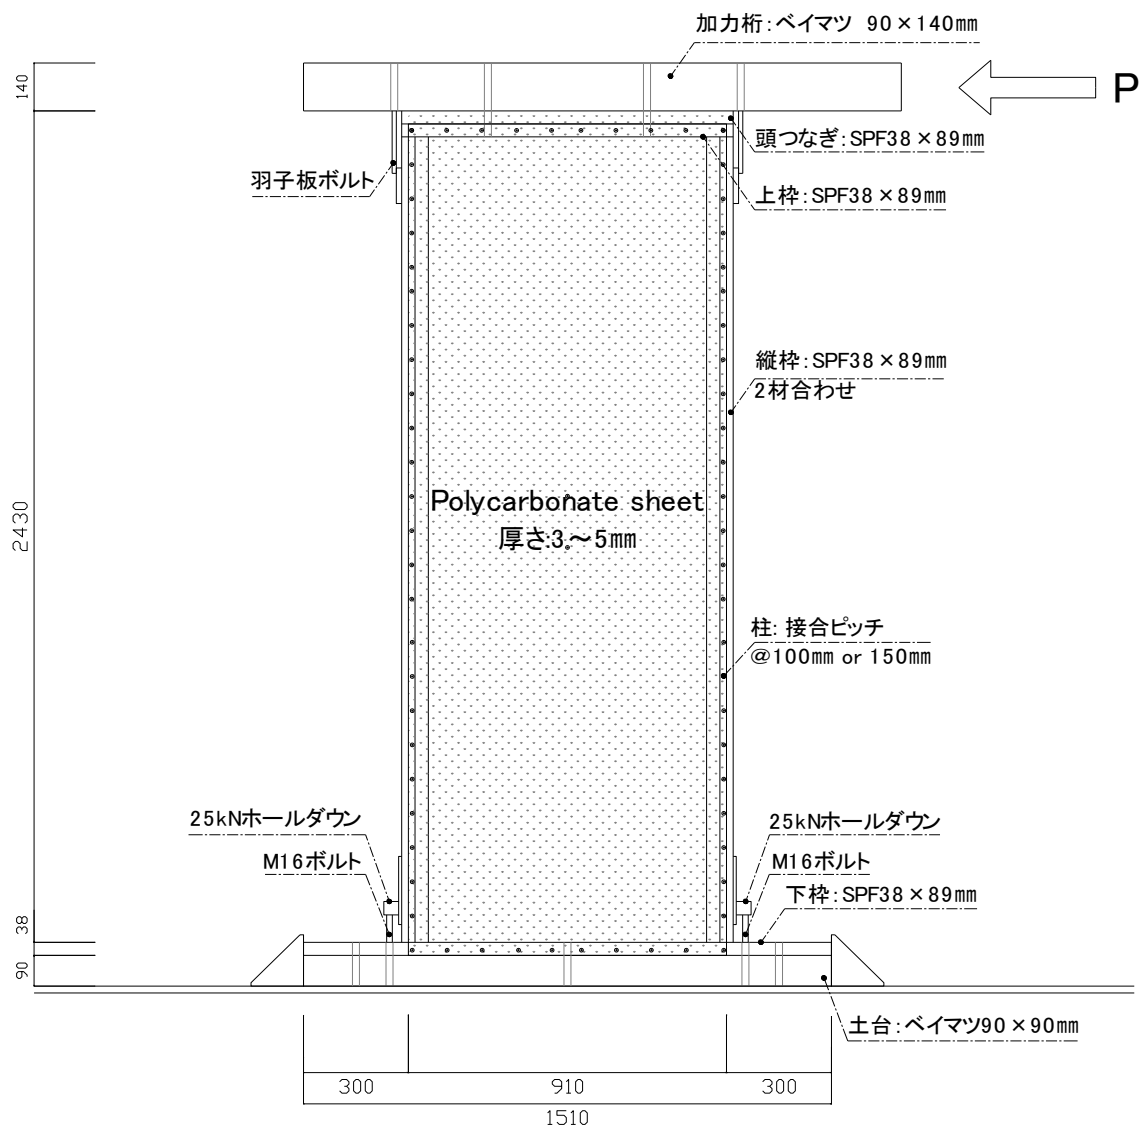 加力桁：ベイマツ 90×140mm
P
140
頭つなぎ：SPF38×89mm
羽子板ボルト
上枠：SPF38×89mm
縦枠：SPF38×89mm
2材合わせ
Polycarbonate sheet
厚さ:3.～5mm
2430
柱: 接合ピッチ
@100mm or 150mm
25kNホールダウン
25kNホールダウン
M16ボルト
M16ボルト
下枠：SPF38×89mm
38
90
土台：ベイマツ90×90mm
300
910
300
1510